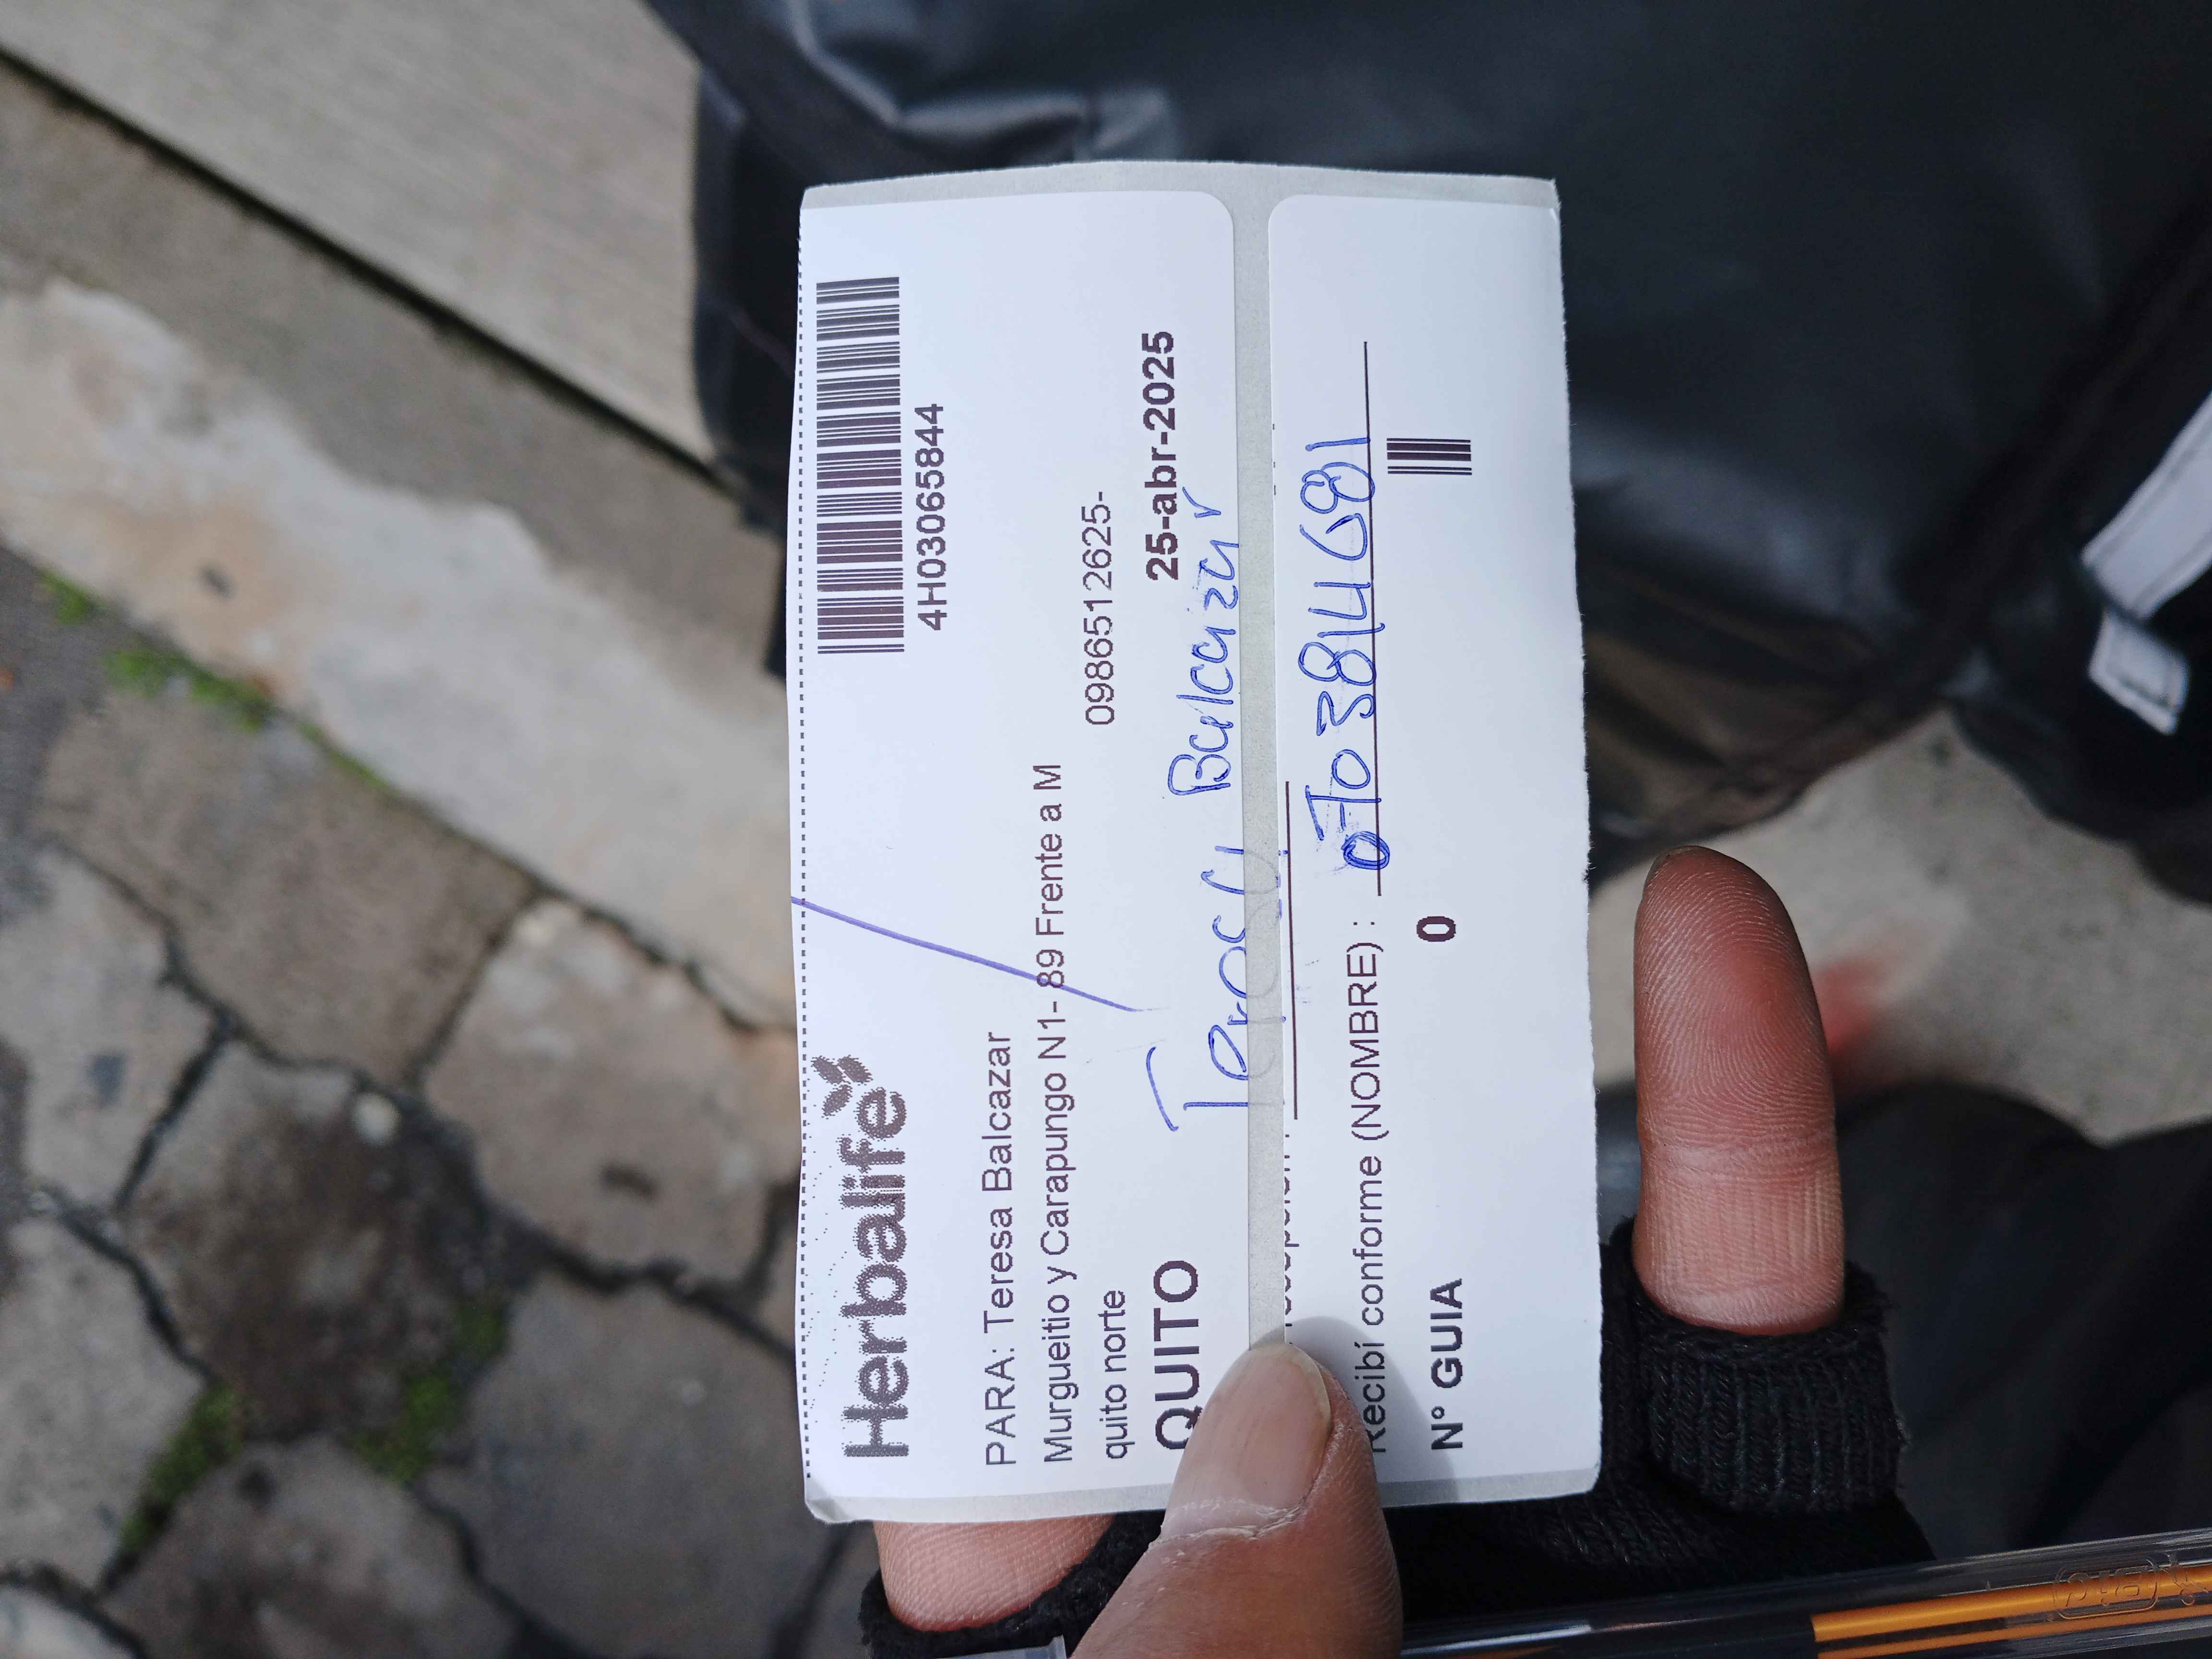 Herbalife
4H03065844
PARA: Teresa Balcazar
Murgueitio y Carapungo N1- 89 Frente a M
quito norte
0986512625-
QUITO
25-abr-2025
Teresa Balcazar
Recibí conforme (NOMBRE) :
0703814681
N° GUIA
0